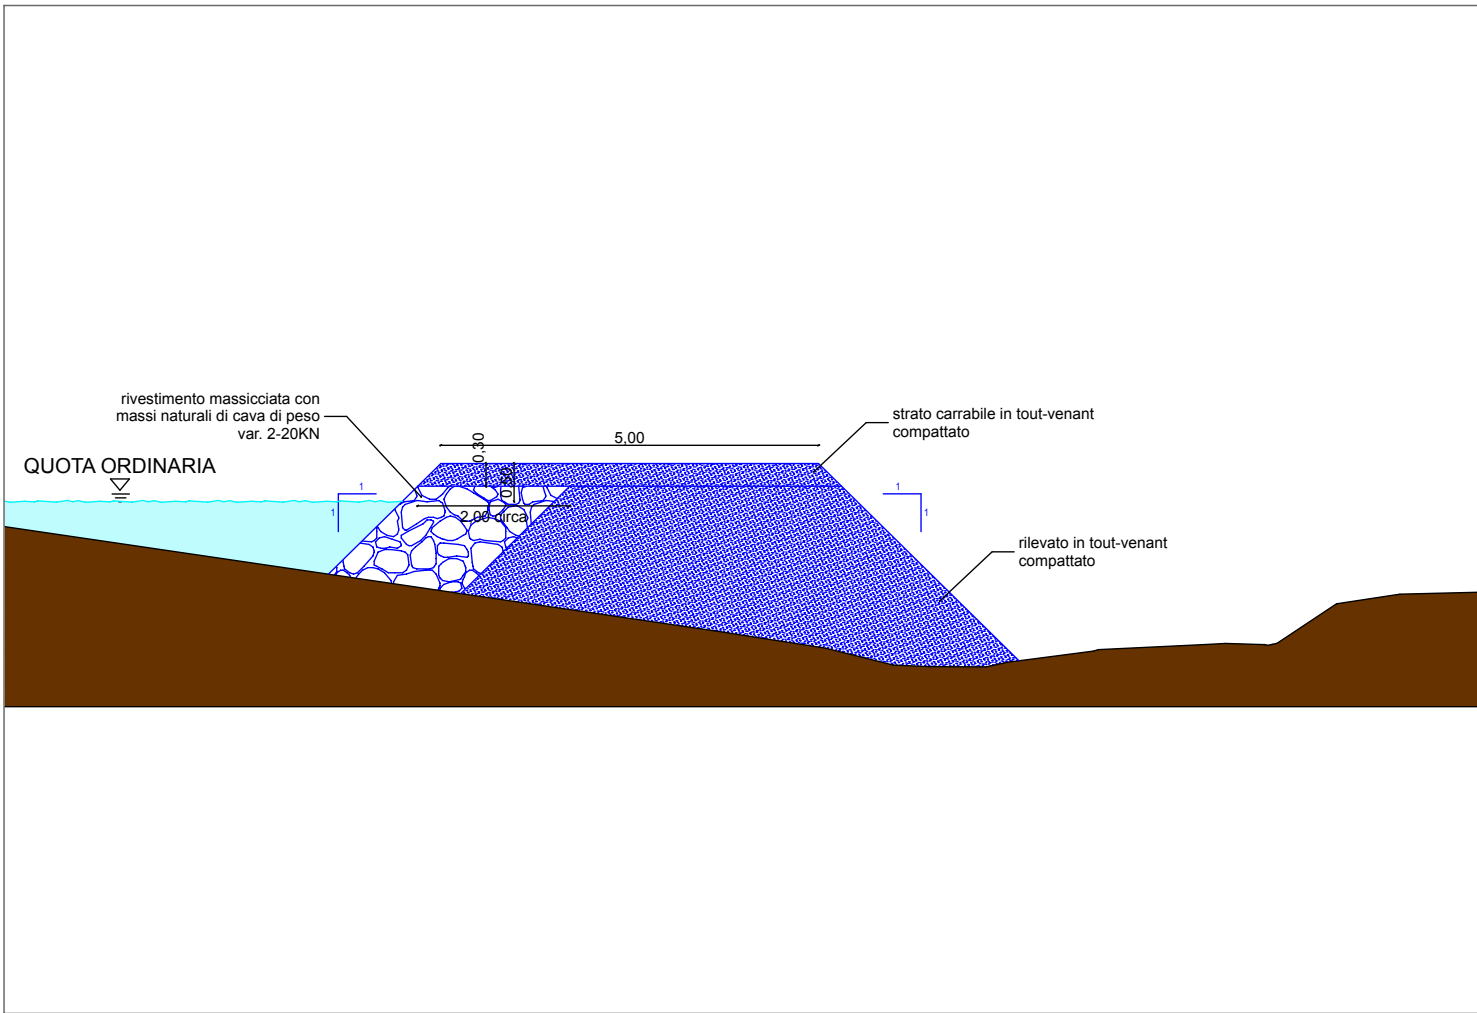 rivestimento massicciata con
massi naturali di cava di peso
var. 2-20KN
strato carrabile in tout-venant
compattato
5,00
0,30
0,50
QUOTA ORDINARIA
1
1
1
1
2,00 circa
rilevato in tout-venant
compattato